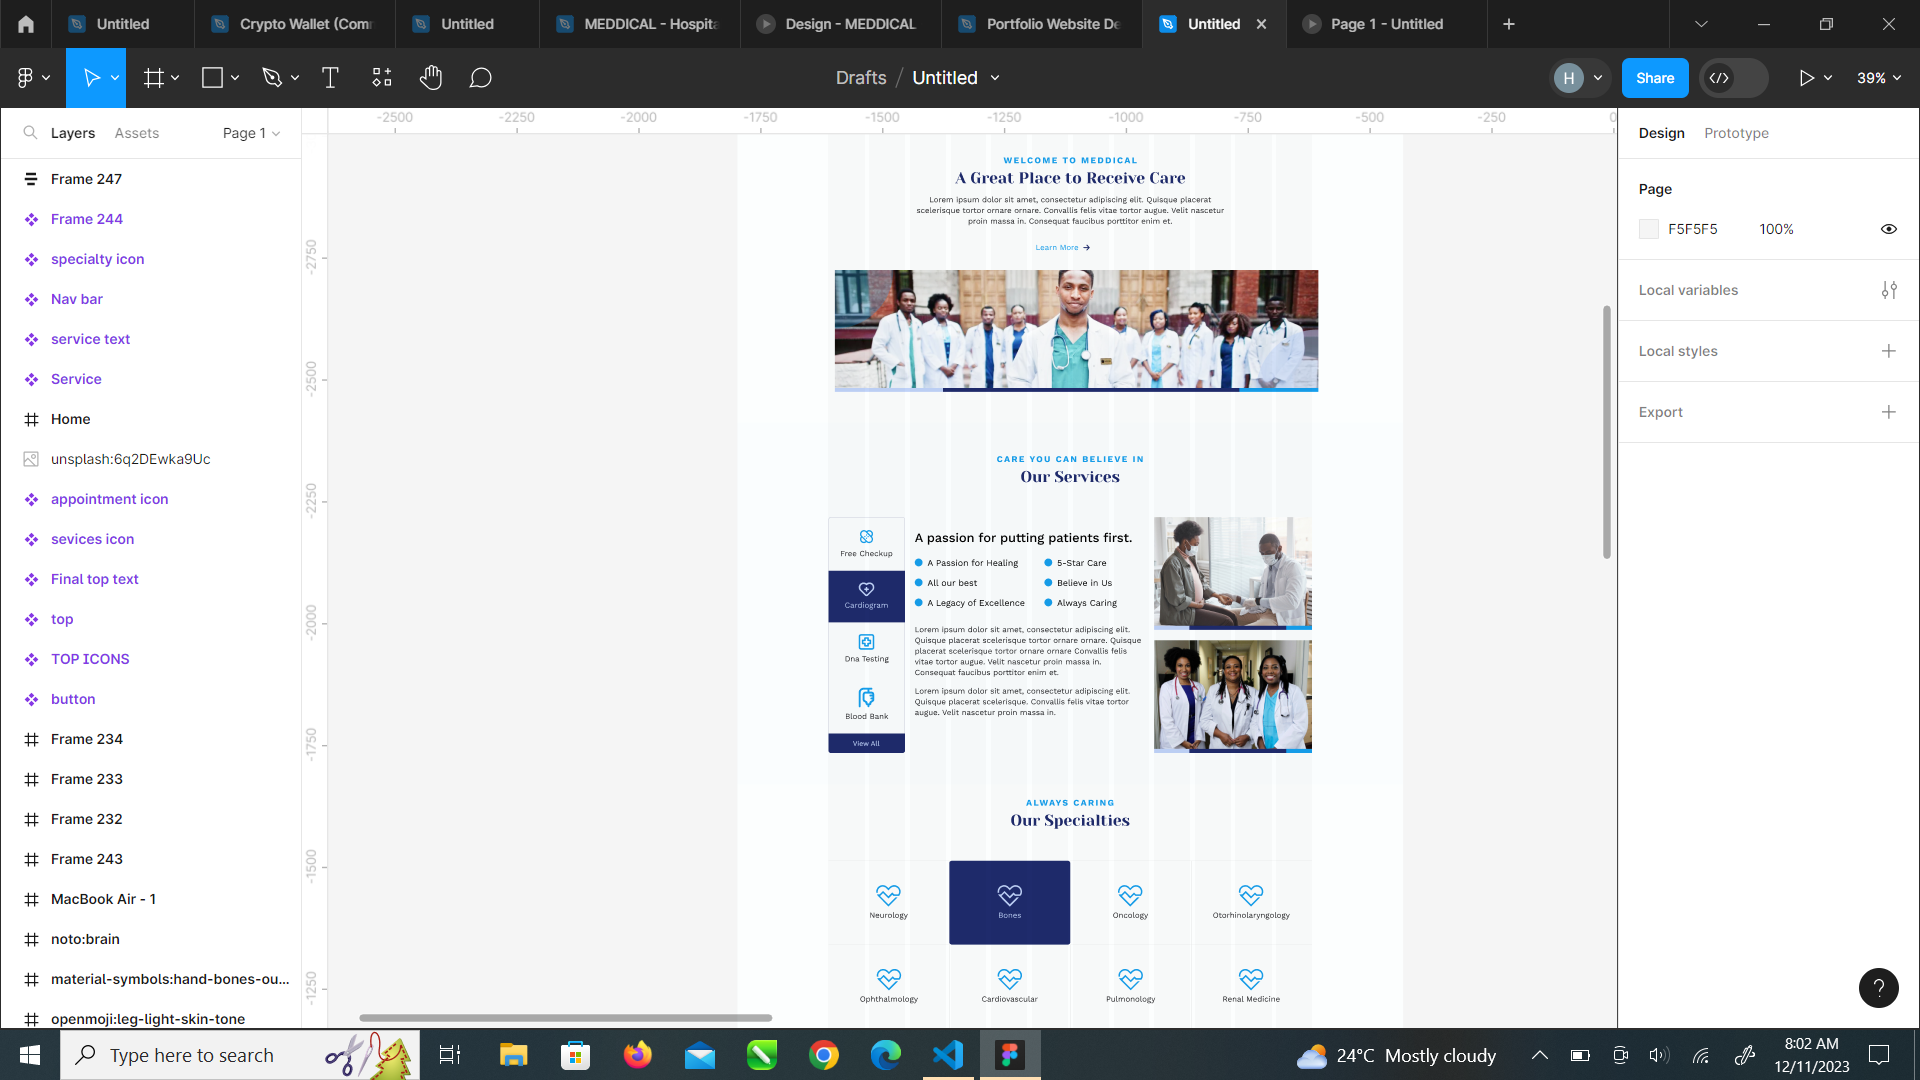 Untitled
Crypto Wallet (Com
Untitled
MEDDICAL - Hospita
Design - MEDDICAL
Portfolio Website De
Untitled
Page 1 - Untitled
Drafts / Untitled
H
Share
39%
Layers
Assets
Page 1
-2500
-2250
-2000
-1750
-1500
-1250
-1000
-750
-500
-250
0
Design
Prototype
Frame 247
Frame 244
specialty icon
Nav bar
service text
Service
Home
unsplash:6q2DEwka9Uc
appointment icon
sevices icon
Final top text
top
TOP ICONS
button
Frame 234
Frame 233
Frame 232
Frame 243
MacBook Air - 1
noto:brain
material-symbols:hand-bones-ou...
openmoji:leg-light-skin-tone
-2750
-2500
-2250
-2000
-1750
-1500
-1250
WELCOME TO MEDDICAL
A Great Place to Receive Care
Lorem ipsum dolor sit amet, consectetur adipiscing elit. Quisque placerat
scelerisque tortor ornare ornare. Convallis felis vitae tortor augue. Velit nascetur
proin massa in. Consequat faucibus porttitor enim et.
Learn More
CARE YOU CAN BELIEVE IN
Our Services
Free Checkup
Cardiogram
Dna Testing
Blood Bank
View All
A passion for putting patients first.
A Passion for Healing
5-Star Care
All our best
Believe in Us
A Legacy of Excellence
Always Caring
Lorem ipsum dolor sit amet, consectetur adipiscing elit.
Quisque placerat scelerisque tortor ornare ornare. Quisque
placerat scelerisque tortor ornare ornare Convallis felis
vitae tortor augue. Velit nascetur proin massa in.
Consequat faucibus porttitor enim et.
Lorem ipsum dolor sit amet, consectetur adipiscing elit.
Quisque placerat scelerisque. Convallis felis vitae tortor
augue. Velit nascetur proin massa in.
ALWAYS CARING
Our Specialties
Neurology
Bones
Oncology
Otorhinolaryngology
Ophthalmology
Cardiovascular
Pulmonology
Renal Medicine
Page
F5F5F5
100%
Local variables
Local styles
Export
?
Type here to search
24°C Mostly cloudy
8:02 AM
12/11/2023